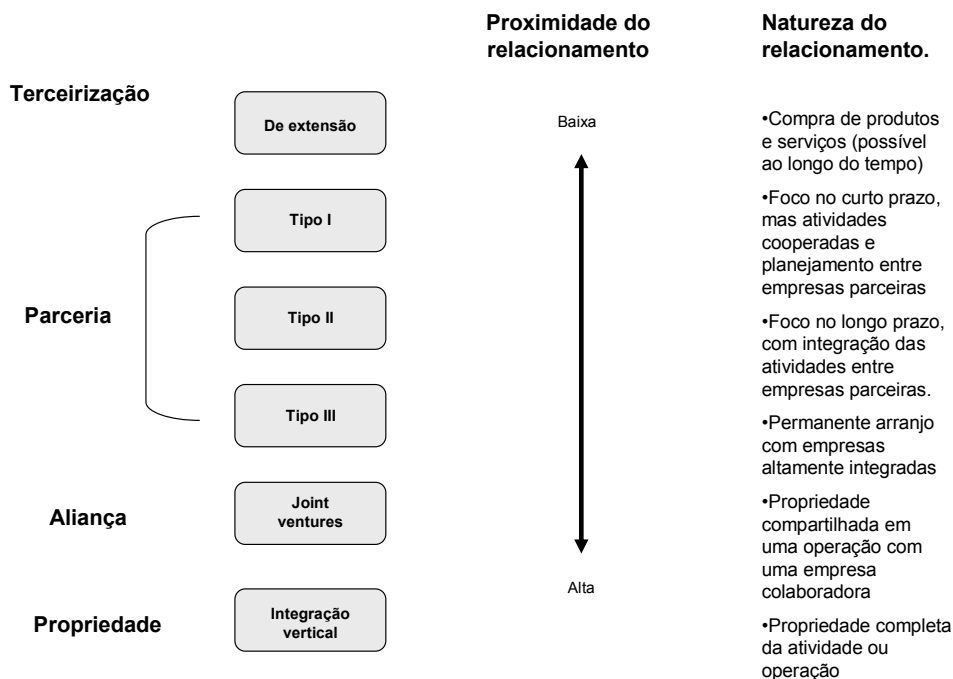 Proximidade do
relacionamento
Natureza do
relacionamento.
Terceirização
De extensão
Baixa
•Compra de produtos
e serviços (possível
ao longo do tempo)
Tipo I
•Foco no curto prazo,
mas atividades
cooperadas e
planejamento entre
empresas parceiras
Parceria
Tipo II
•Foco no longo prazo,
com integração das
atividades entre
empresas parceiras.
Tipo III
•Permanente arranjo
com empresas
altamente integradas
Aliança
Joint
ventures
•Propriedade
compartilhada em
uma operação com
uma empresa
colaboradora
Alta
Propriedade
Integração
vertical
•Propriedade completa
da atividade ou
operação